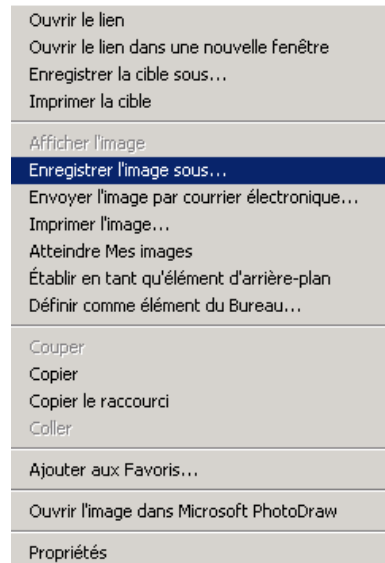 Ouvrir le lien
Ouvrir le lien dans une nouvelle fenêtre
Enregistrer la cible sous...
Imprimer la cible
Afficher l'image
Enregistrer l'image sous...
Envoyer l'image par courrier électronique...
Imprimer l'image...
Atteindre Mes images
Établir en tant qu'élément d'arrière-plan
Définir comme élément du Bureau...
Couper
Copier
Copier le raccourci
Coller
Ajouter aux Favoris...
Ouvrir l'image dans Microsoft PhotoDraw
Propriétés